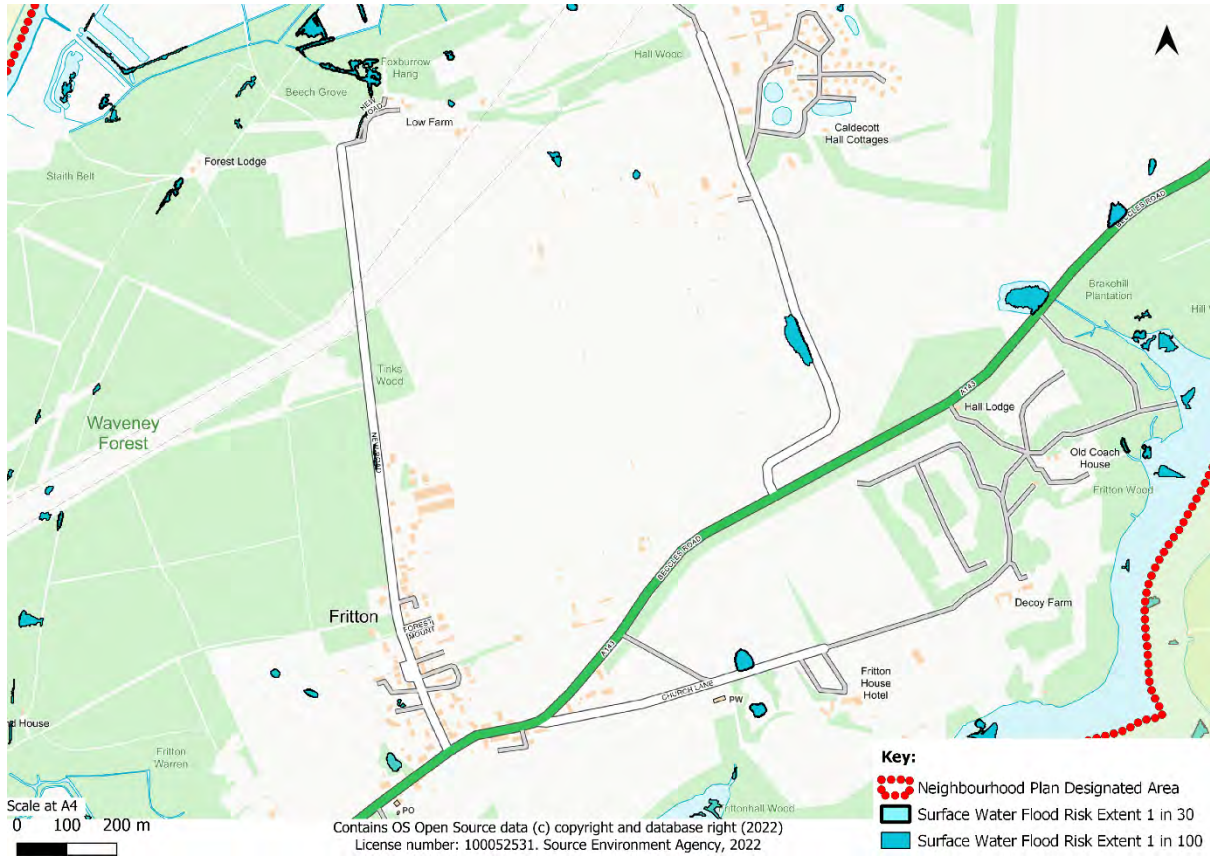 Hall Wood
Foxburrow
Hang
Beech Grove
NEW
ROAD
Low Farm
Caldecott
Hall Cottages
Forest Lodge
Staith Belt
BECCLES ROAD
Brakehill
Plantation
Tinks
Wood
A143
Hall Lodge
Waveney
Forest
NEW ROAD
Old Coach
House
Fritton Wood
BECCLES ROAD
Decoy Farm
Fritton
FOREST
MOUNT
A143
Fritton
House
Hotel
CHURCH LANE
PW
Fritton
Warren
PO
Key:
Neighbourhood Plan Designated Area
Surface Water Flood Risk Extent 1 in 30
Surface Water Flood Risk Extent 1 in 100
Scale at A4
0 100 200 m
Contains OS Open Source data (c) copyright and database right (2022)
License number: 100052531. Source Environment Agency, 2022